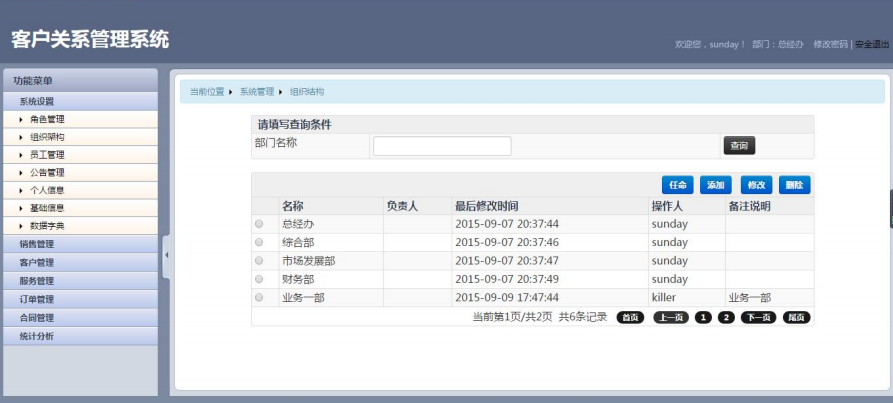 客户关系管理系统
欢迎您，sunday！ 部门：总经办 修改密码 | 安全退出
功能菜单
系统设置
角色管理
组织架构
员工管理
公告管理
个人信息
基础信息
数据字典
销售管理
客户管理
服务管理
订单管理
合同管理
统计分析
当前位置 系统管理 组织结构
请填写查询条件
部门名称 查询
任命 添加 修改 删除
名称 负责人 最后修改时间 操作人 备注说明
总经办 2015-09-07 20:37:44 sunday
综合部 2015-09-07 20:37:46 sunday
市场发展部 2015-09-07 20:37:47 sunday
财务部 2015-09-07 20:37:49 sunday
业务一部 2015-09-09 17:47:44 killer 业务一部
当前第1页/共2页 共6条记录 首页 上一页 1 2 下一页 尾页